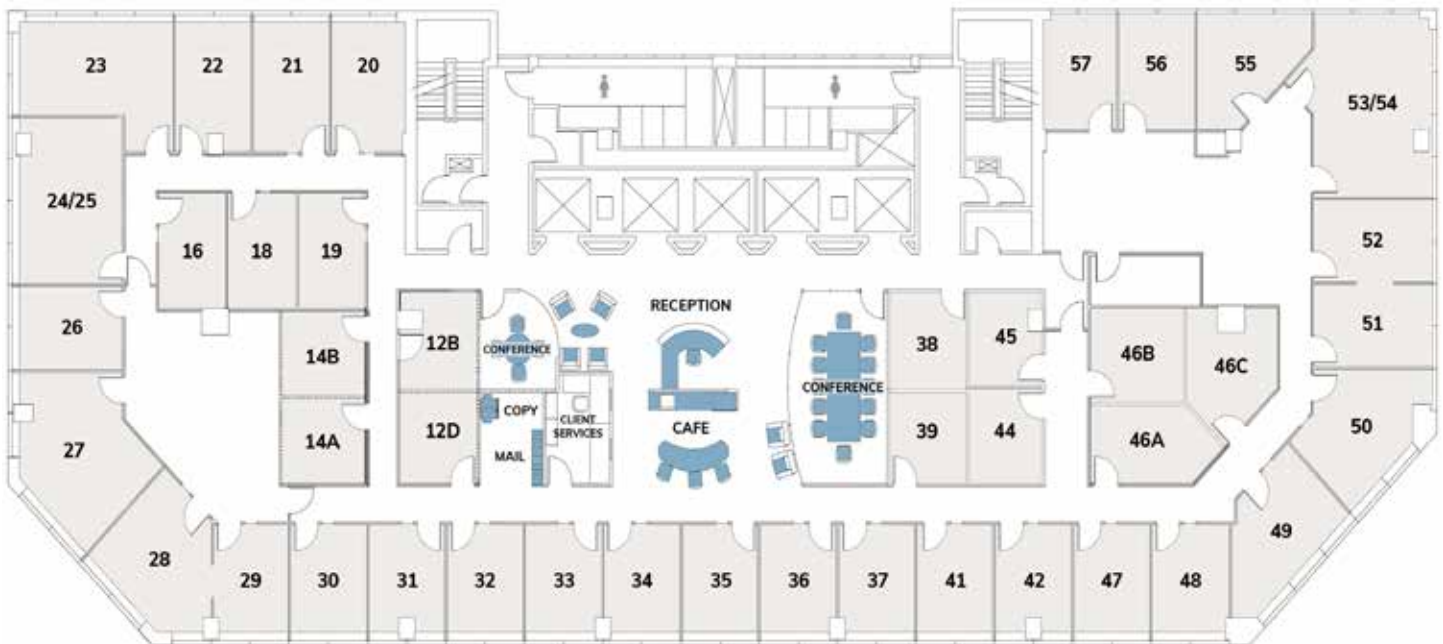 23
22
21
20
57
56
55
53/54
24/25
16
18
19
52
26
14B
12B
CONFERENCE
RECEPTION
38
45
46B
46C
51
27
14A
12D
COPY
MAIL
CLIENT
SERVICES
CAFE
CONFERENCE
39
44
46A
50
28
29
30
31
32
33
34
35
36
37
41
42
47
48
49